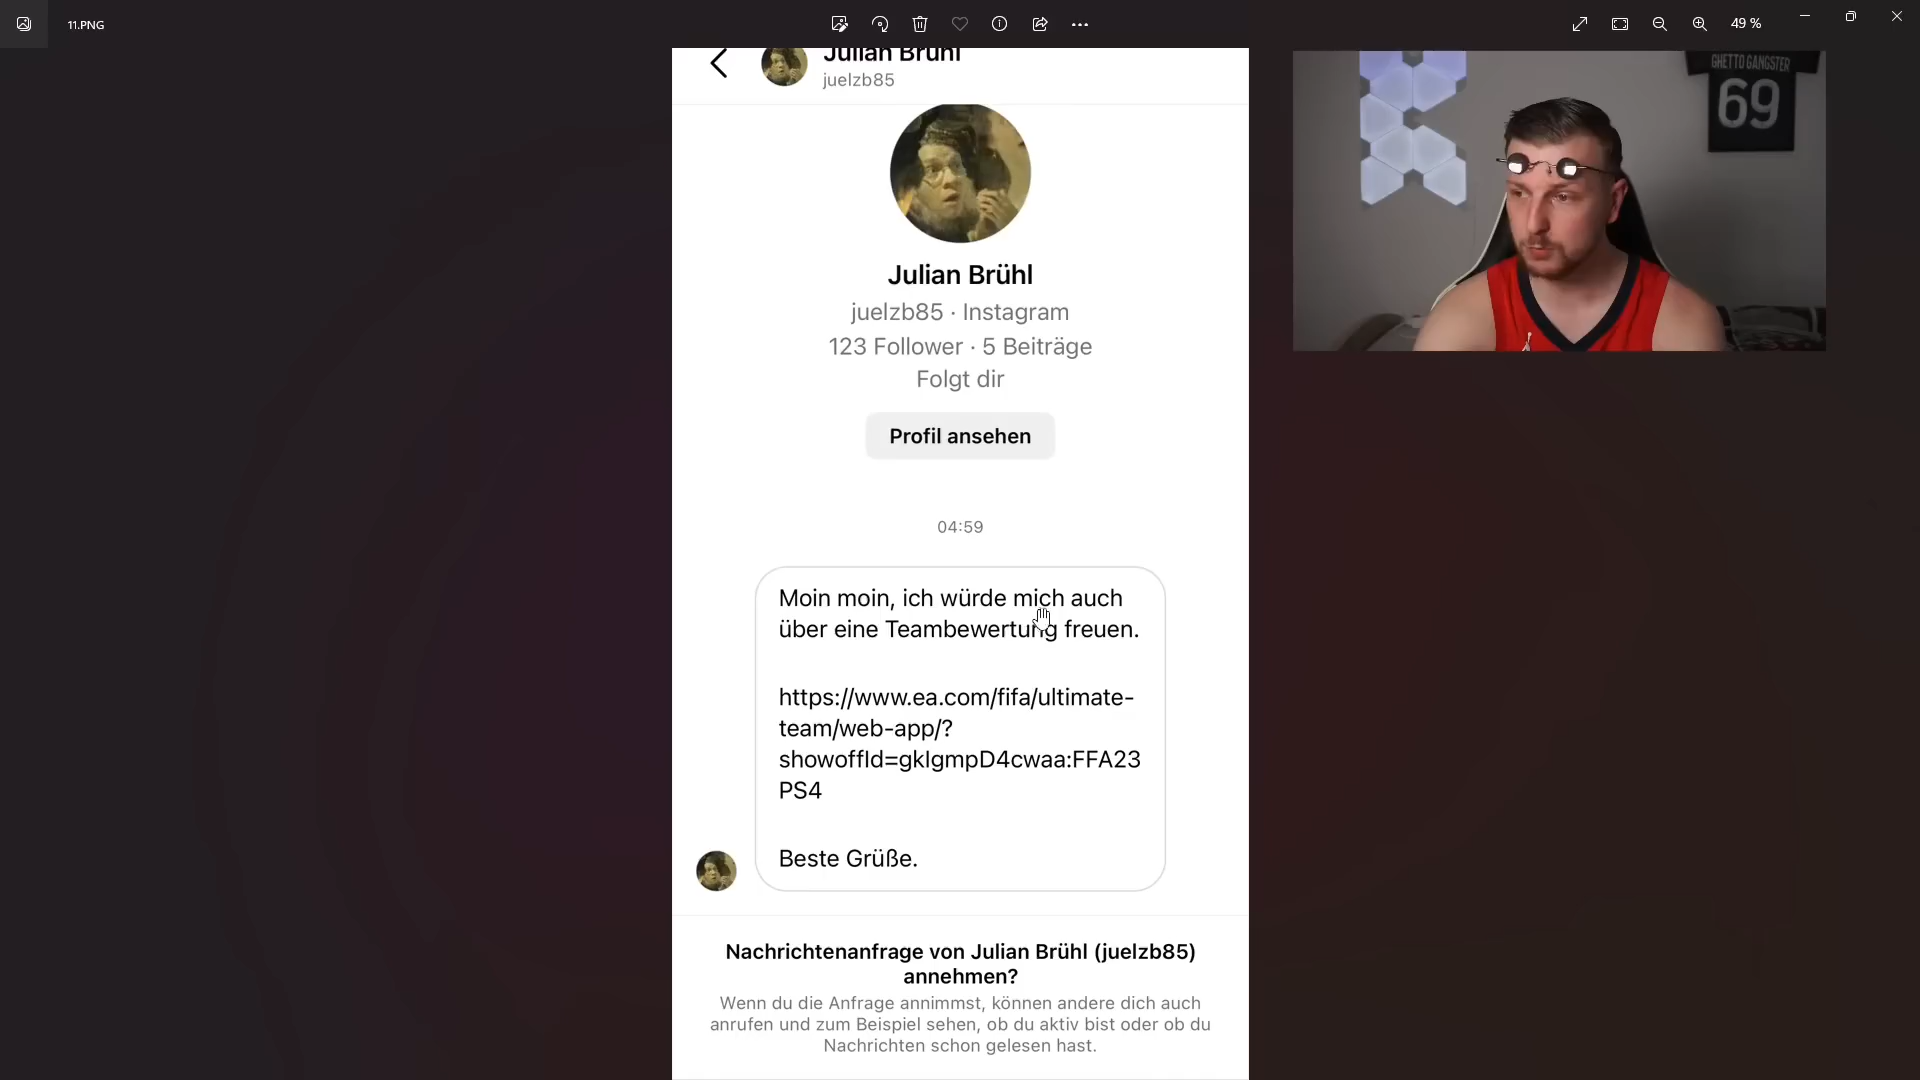 11.PNG
49 %
Julian Brühl
juelzb85
GHETTO GANGSTER
69
Julian Brühl
juelzb85 · Instagram
123 Follower · 5 Beiträge
Folgt dir
Profil ansehen
04:59
Moin moin, ich würde mich auch
über eine Teambewertung freuen.
https://www.ea.com/fifa/ultimate-
team/web-app/?
showoffId=gkIgmpD4cwaa:FFA23
PS4
Beste Grüße.
Nachrichtenanfrage von Julian Brühl (juelzb85)
annehmen?
Wenn du die Anfrage annimmst, können andere dich auch
anrufen und zum Beispiel sehen, ob du aktiv bist oder ob du
Nachrichten schon gelesen hast.